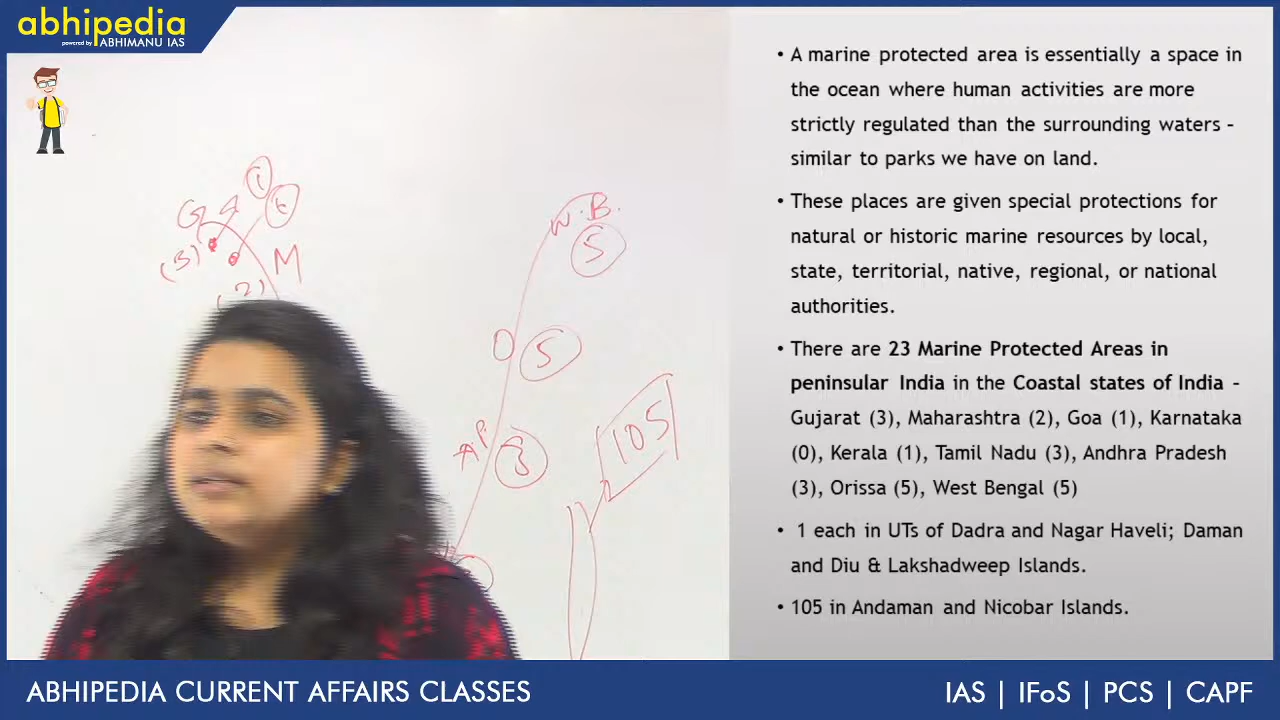 abhipedia
powered by ABHIMANU IAS
G
(3)
1
M
(2)
W.B.
5
O
5
AP
3
105
• A marine protected area is essentially a space in
the ocean where human activities are more
strictly regulated than the surrounding waters –
similar to parks we have on land.
• These places are given special protections for
natural or historic marine resources by local,
state, territorial, native, regional, or national
authorities.
• There are 23 Marine Protected Areas in
peninsular India in the Coastal states of India –
Gujarat (3), Maharashtra (2), Goa (1), Karnataka
(0), Kerala (1), Tamil Nadu (3), Andhra Pradesh
(3), Orissa (5), West Bengal (5)
• 1 each in UTs of Dadra and Nagar Haveli; Daman
and Diu & Lakshadweep Islands.
• 105 in Andaman and Nicobar Islands.
ABHIPEDIA CURRENT AFFAIRS CLASSES
IAS | IFoS | PCS | CAPF